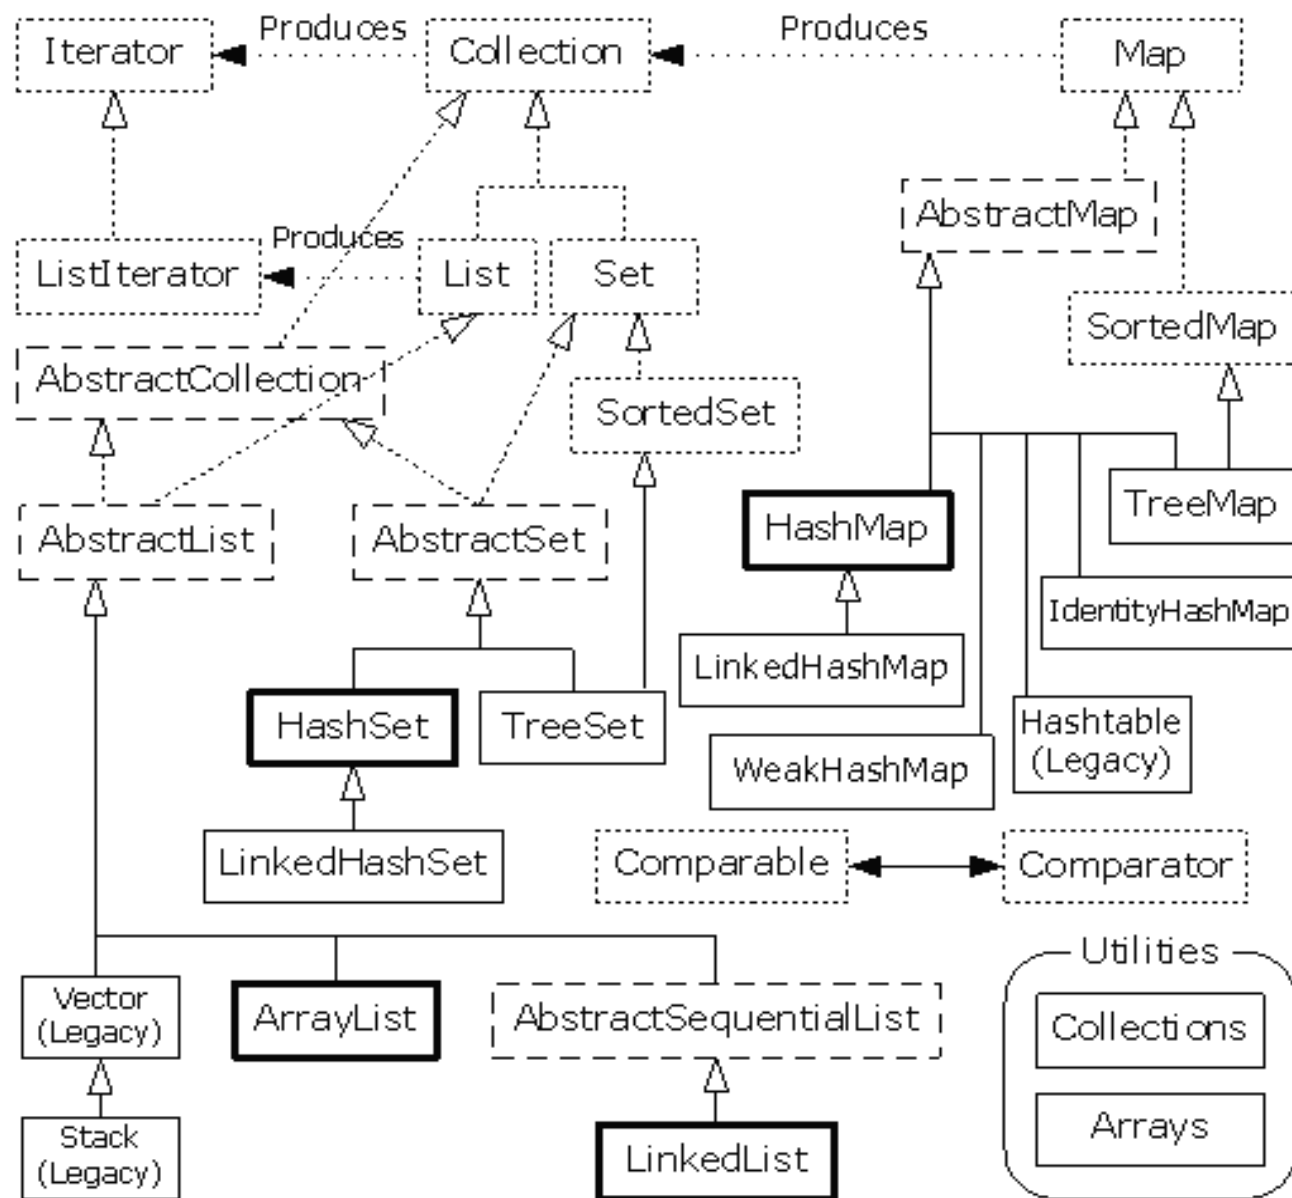 Produces
Produces
Iterator
Collection
Map
AbstractMap
Produces
ListIterator
List
Set
SortedMap
AbstractCollection
SortedSet
TreeMap
HashMap
AbstractList
AbstractSet
IdentityHashMap
LinkedHashMap
HashSet
TreeSet
Hashtable
(Legacy)
WeakHashMap
LinkedHashSet
Comparable
Comparator
Utilities
Vector
(Legacy)
ArrayList
AbstractSequentialList
Collections
Arrays
Stack
(Legacy)
LinkedList